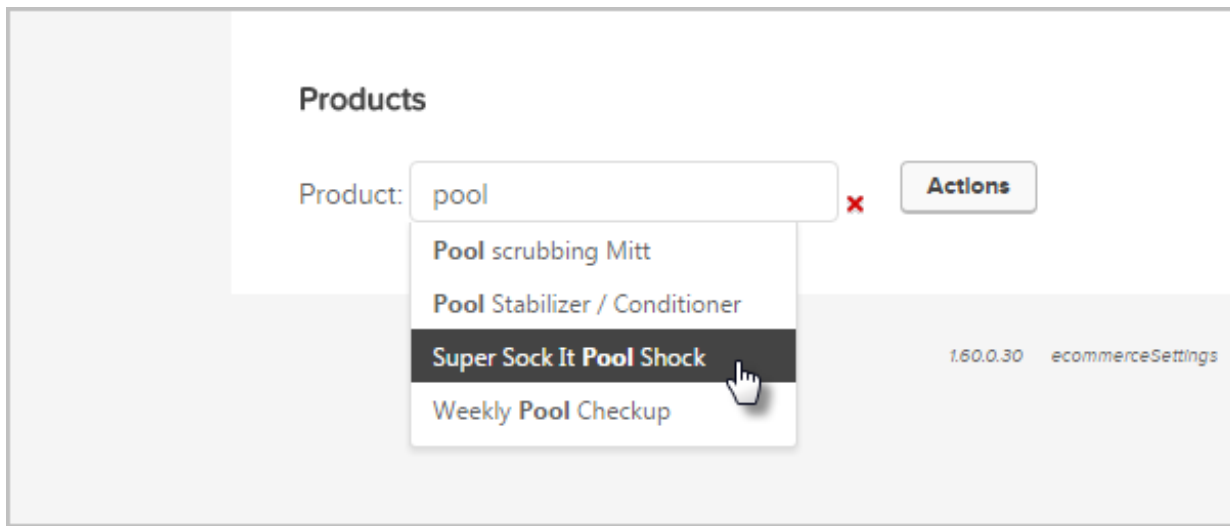 Products
Product: pool
Actions
Pool scrubbing Mitt
Pool Stabilizer / Conditioner
Super Sock It Pool Shock
Weekly Pool Checkup
1.60.0.30 ecommerceSettings